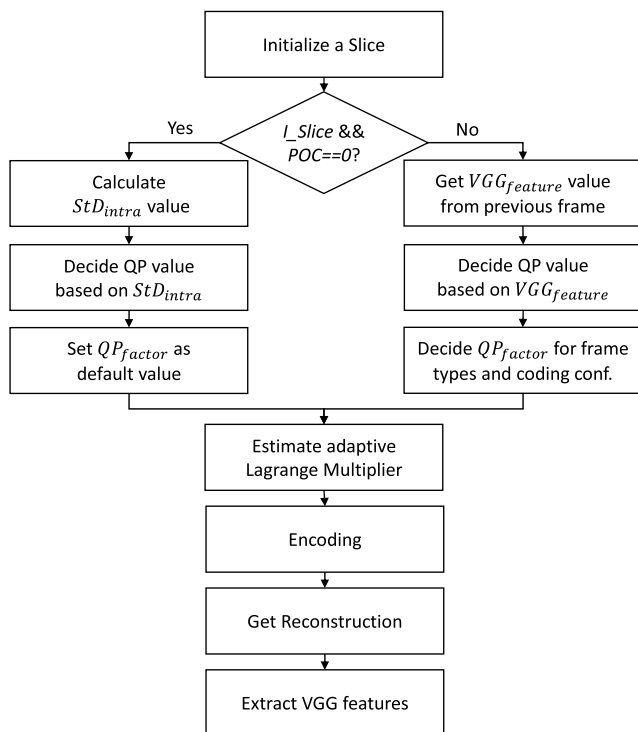 Initialize a Slice
I_Slice &&
POC==0?
Yes
No
Calculate
StD_intra value
Decide QP value
based on StD_intra
Set QP_factor as
default value
Get VGG_feature value
from previous frame
Decide QP value
based on VGG_feature
Decide QP_factor for frame
types and coding conf.
Estimate adaptive
Lagrange Multiplier
Encoding
Get Reconstruction
Extract VGG features